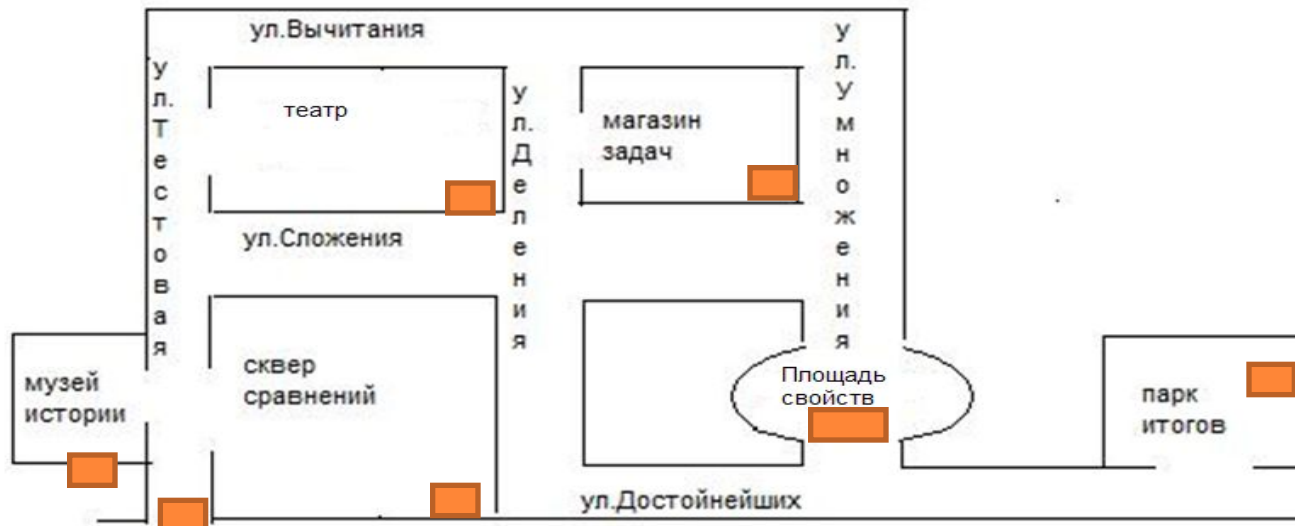 ул.Вычитания
ул.Тестовая
театр
ул.Деления
магазин
задач
ул.Умножения
ул.Сложения
музей
истории
сквер
сравнений
Площадь
свойств
парк
итогов
ул.Достойнейших